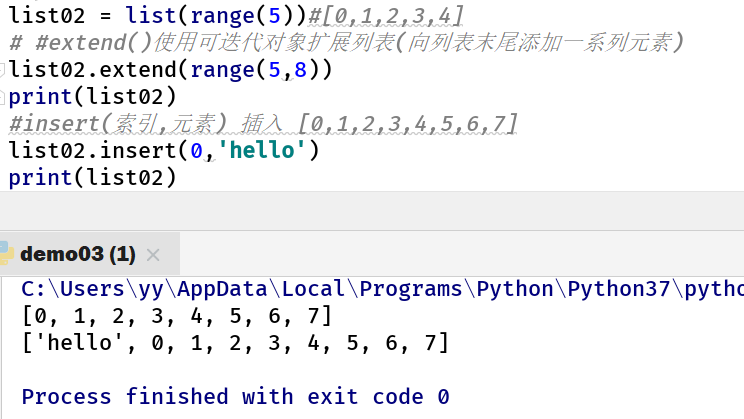 list02 = list(range(5))#[0,1,2,3,4]
# #extend()使用可迭代对象扩展列表(向列表末尾添加一系列元素)
list02.extend(range(5,8))
print(list02)
#insert(索引,元素) 插入 [0,1,2,3,4,5,6,7]
list02.insert(0,'hello')
print(list02)
demo03 (1) ×
C:\Users\yy\AppData\Local\Programs\Python\Python37\pytho
[0, 1, 2, 3, 4, 5, 6, 7]
['hello', 0, 1, 2, 3, 4, 5, 6, 7]
Process finished with exit code 0